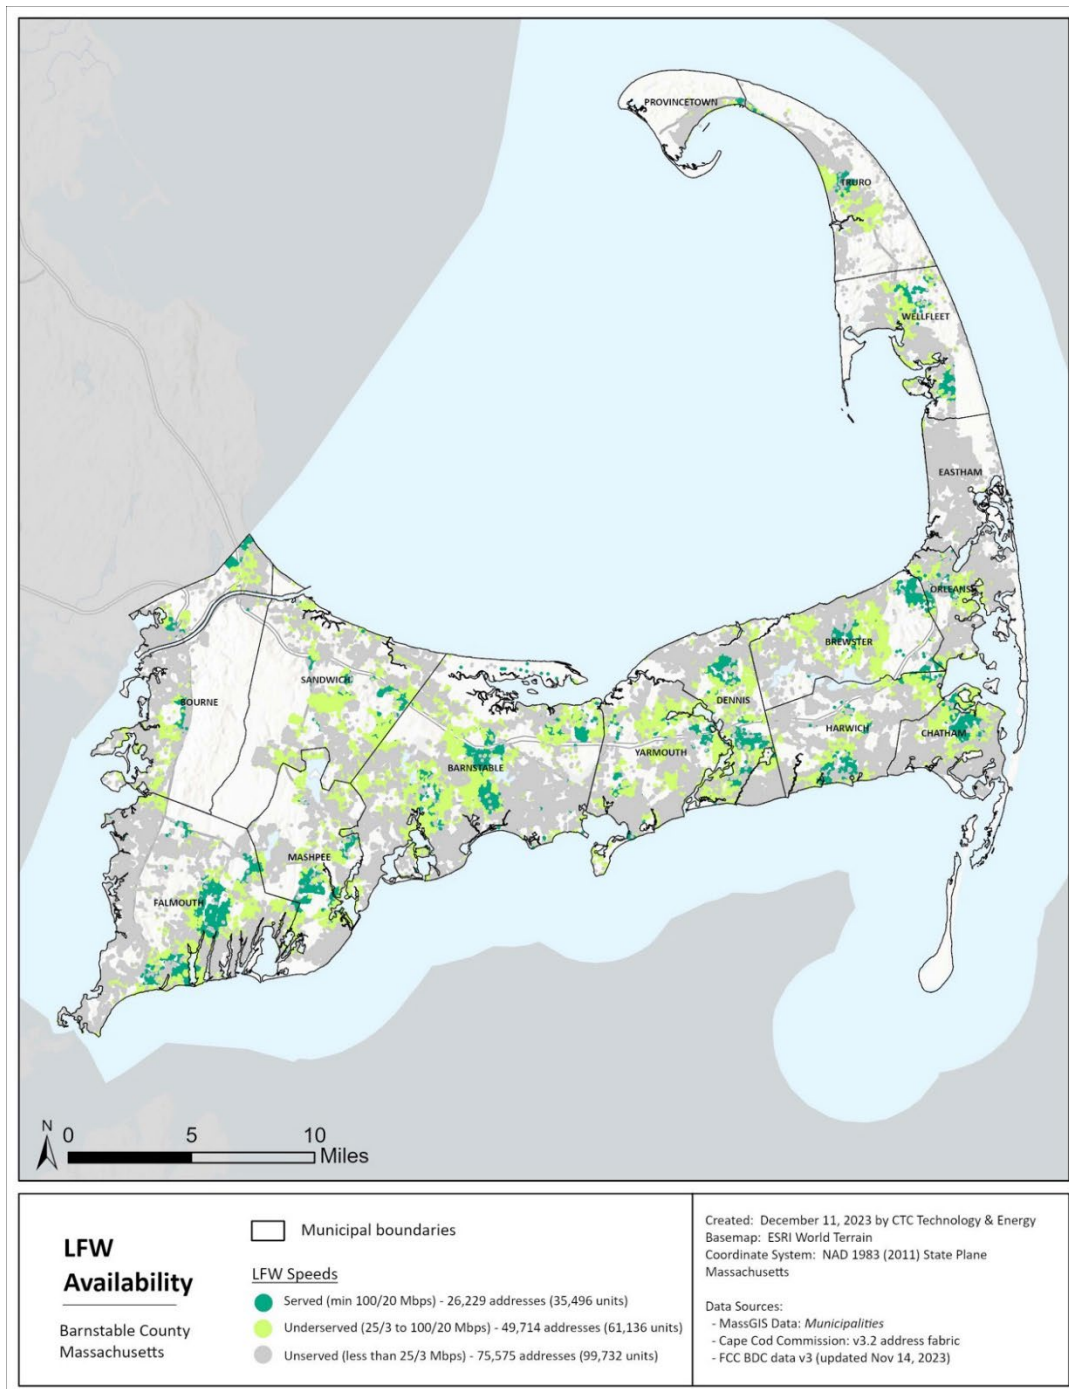 PROVINCETOWN
TRURO
WELLFLEET
EASTHAM
ORLEANS
BREWSTER
SANDWICH
BOURNE
DENNIS
HARWICH
CHATHAM
YARMOUTH
BARNSTABLE
MASHPEE
FALMOUTH
N
0 5 10
Miles
LFW
Availability
Barnstable County
Massachusetts
Municipal boundaries
LFW Speeds
Served (min 100/20 Mbps) - 26,229 addresses (35,496 units)
Underserved (25/3 to 100/20 Mbps) - 49,714 addresses (61,136 units)
Unserved (less than 25/3 Mbps) - 75,575 addresses (99,732 units)
Created: December 11, 2023 by CTC Technology & Energy
Basemap: ESRI World Terrain
Coordinate System: NAD 1983 (2011) State Plane
Massachusetts
Data Sources:
- MassGIS Data: Municipalities
- Cape Cod Commission: v3.2 address fabric
- FCC BDC data v3 (updated Nov 14, 2023)